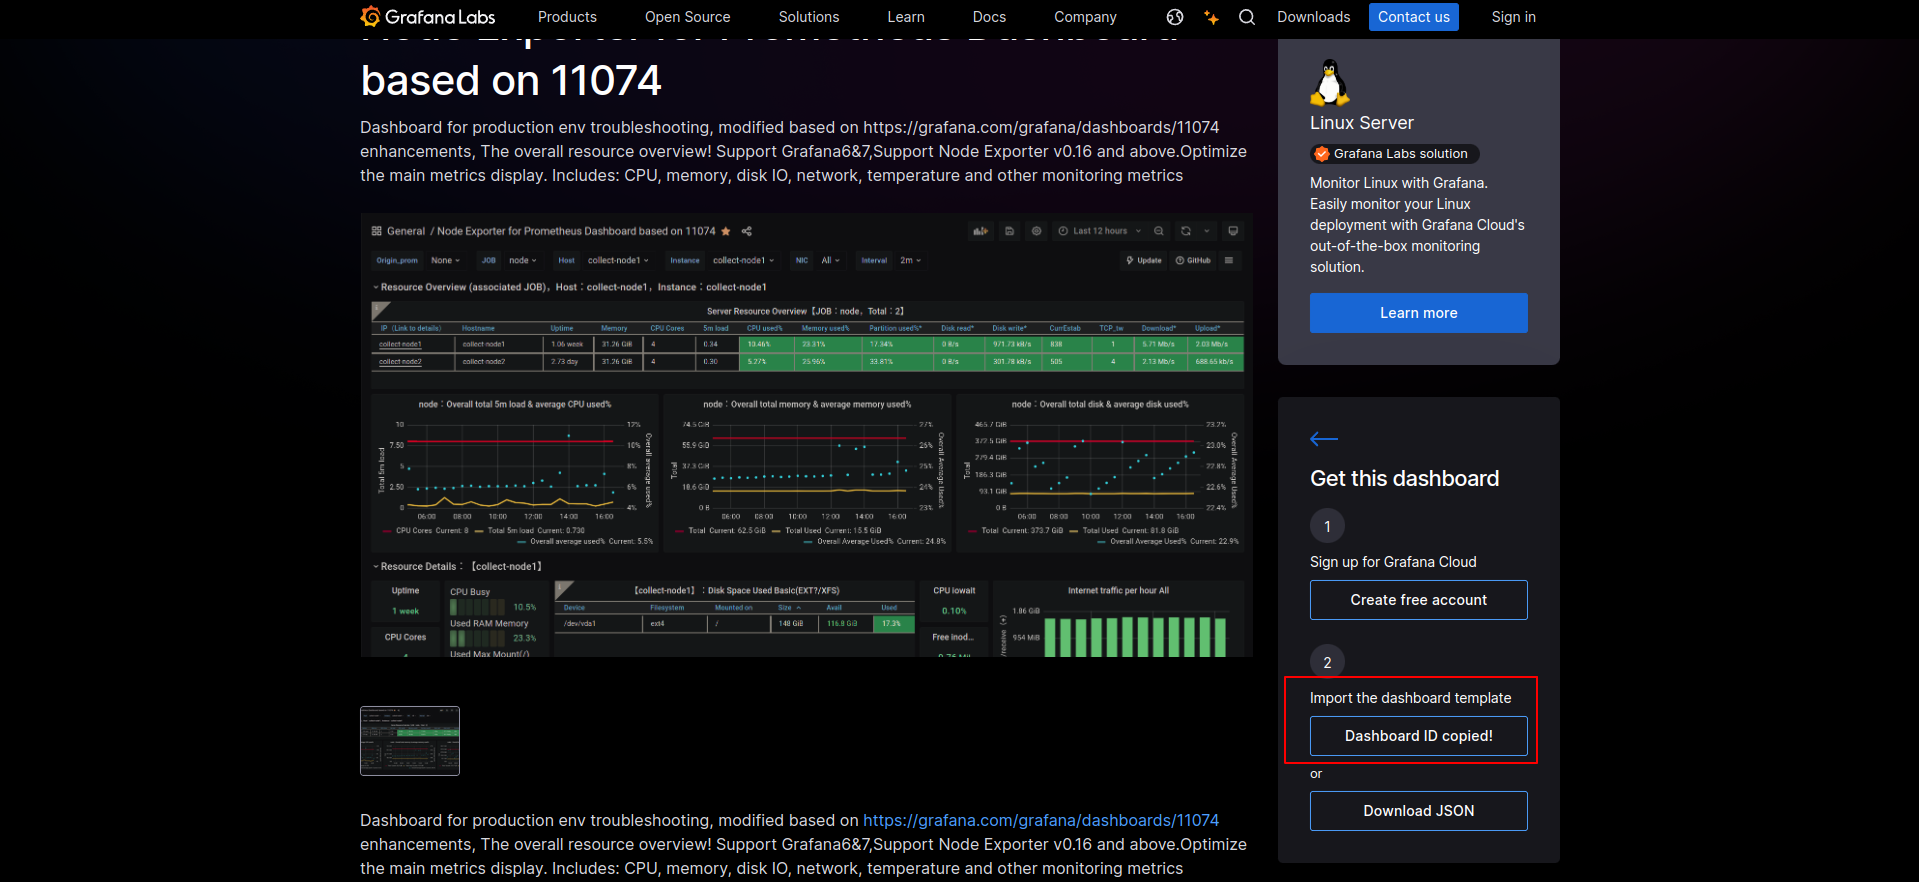 Grafana Labs
Products Open Source Solutions Learn Docs Company Downloads Contact us Sign in
Node Exporter for Prometheus Dashboard
based on 11074
Dashboard for production env troubleshooting, modified based on https://grafana.com/grafana/dashboards/11074
enhancements, The overall resource overview! Support Grafana6&7,Support Node Exporter v0.16 and above.Optimize
the main metrics display. Includes: CPU, memory, disk IO, network, temperature and other monitoring metrics
General / Node Exporter for Prometheus Dashboard based on 11074 Last 12 hours
Origin_prom None JOB node Host collect-node1 Instance collect-node1 NIC All Interval 2m Update GitHub
Resource Overview (associated JOB), Host：collect-node1, Instance：collect-node1
Server Resource Overview【JOB：node, Total：2】
IP (Link to details) Hostname Uptime Memory CPU Cores 5m load CPU used% Memory used% Partition used%* Disk read* Disk write* CurrEstab TCP_tw Download* Upload*
collect-node1 collect-node1 1.06 week 31.26 GiB 4 0.34 10.46% 23.31% 17.34% 0 B/s 971.73 kB/s 838 1 5.71 Mb/s 2.03 Mb/s
collect-node2 collect-node2 2.73 day 31.26 GiB 4 0.30 5.27% 25.96% 33.81% 0 B/s 301.78 kB/s 505 4 2.13 Mb/s 688.65 kb/s
node：Overall total 5m load & average CPU used%
10 7.50 5 2.50 0
Total 5m load
12% 10% 8% 6% 4%
Overall average used%
06:00 08:00 10:00 12:00 14:00 16:00
CPU Cores Current: 8 Total 5m load Current: 0.730
Overall average used% Current: 5.5%
node：Overall total memory & average memory used%
74.5 GiB 55.9 GiB 37.3 GiB 18.6 GiB 0 B
Total
27% 26% 25% 24% 23%
Overall Average Used%
06:00 08:00 10:00 12:00 14:00 16:00
Total Current: 62.5 GiB Total Used Current: 15.5 GiB
Overall Average Used% Current: 24.8%
node：Overall total disk & average disk used%
465.7 GiB 372.5 GiB 279.4 GiB 186.3 GiB 93.1 GiB 0 B
Total
23.2% 23.0% 22.8% 22.6% 22.4%
Overall Average Used%
06:00 08:00 10:00 12:00 14:00 16:00
Total Current: 373.7 GiB Total Used Current: 81.8 GiB
Overall Average Used% Current: 22.9%
Resource Details：【collect-node1】
Uptime
1 week
CPU Cores
CPU Busy
10.5%
Used RAM Memory
23.3%
Used Max Mount(/)
【collect-node1】：Disk Space Used Basic(EXT?/XFS)
Device Filesystem Mounted on Size Avail Used
/dev/vda1 ext4 / 148 GiB 116.8 GiB 17.3%
CPU iowait
0.10%
Free inod...
Internet traffic per hour All
1.86 GiB
954 MiB
Dashboard for production env troubleshooting, modified based on https://grafana.com/grafana/dashboards/11074
enhancements, The overall resource overview! Support Grafana6&7,Support Node Exporter v0.16 and above.Optimize
the main metrics display. Includes: CPU, memory, disk IO, network, temperature and other monitoring metrics
Linux Server
Grafana Labs solution
Monitor Linux with Grafana.
Easily monitor your Linux
deployment with Grafana Cloud's
out-of-the-box monitoring
solution.
Learn more
Get this dashboard
1
Sign up for Grafana Cloud
Create free account
2
Import the dashboard template
Dashboard ID copied!
or
Download JSON